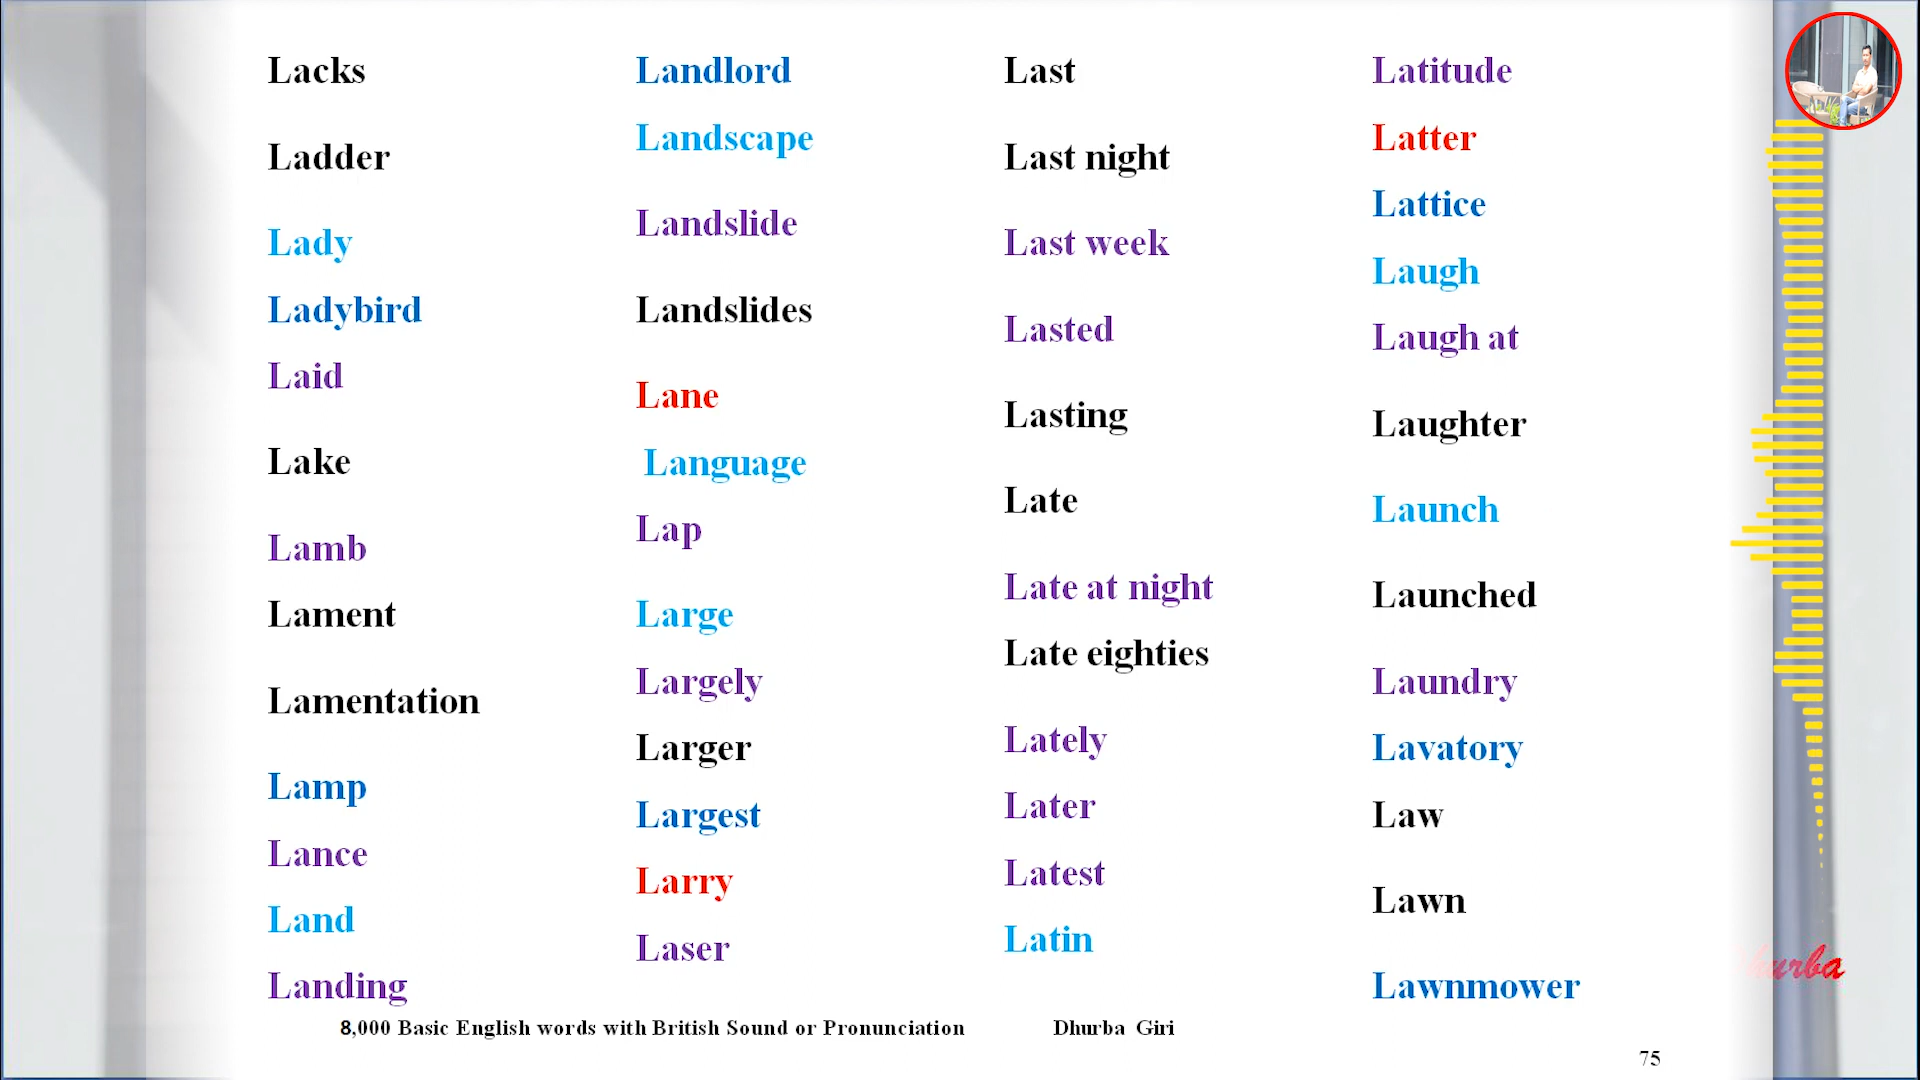 Lacks
Ladder
Lady
Ladybird
Laid
Lake
Lamb
Lament
Lamentation
Lamp
Lance
Land
Landing
Landlord
Landscape
Landslide
Landslides
Lane
Language
Lap
Large
Largely
Larger
Largest
Larry
Laser
Last
Last night
Last week
Lasted
Lasting
Late
Late at night
Late eighties
Lately
Later
Latest
Latin
Latitude
Latter
Lattice
Laugh
Laugh at
Laughter
Launch
Launched
Laundry
Lavatory
Law
Lawn
Lawnmower
8,000 Basic English words with British Sound or Pronunciation Dhurba Giri
75